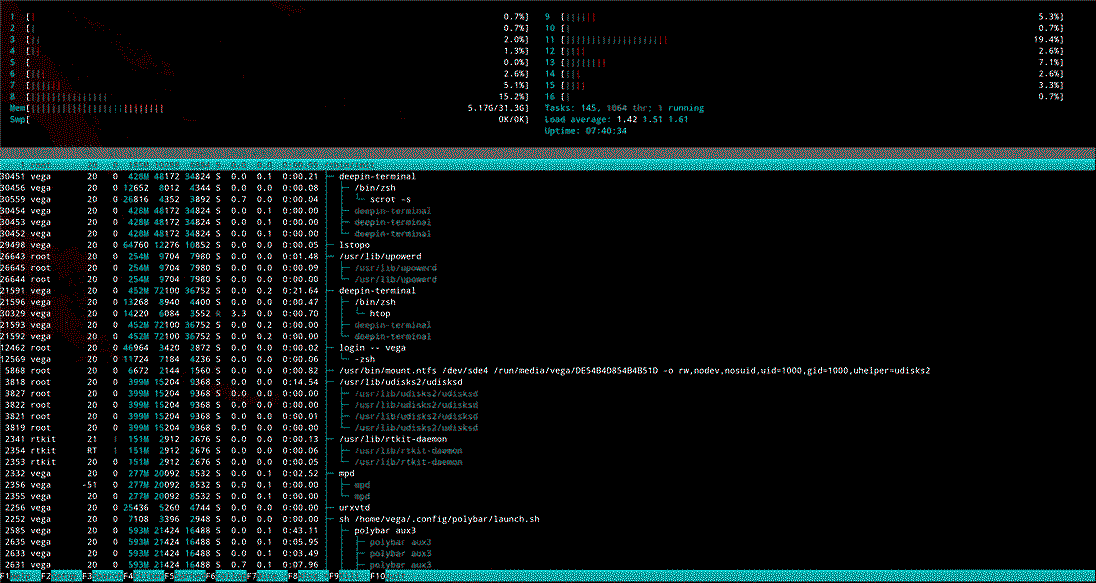 1 [| 0.7%] 9 [||||| 5.3%]
2 [| 0.7%] 10 [| 0.7%]
3 [|| 2.0%] 11 [||||||||||||||||||| 19.4%]
4 [|| 1.3%] 12 [||| 2.6%]
5 [ 0.0%] 13 [|||||||| 7.1%]
6 [||| 2.6%] 14 [||| 2.6%]
7 [|||||| 5.1%] 15 [|||| 3.3%]
8 [||||||||||||||| 15.2%] 16 [| 0.7%]
Mem[|||||||||||||||||||||||||| 5.17G/31.3G] Tasks: 145, 1064 thr; 1 running
Swp[ 0K/0K] Load average: 1.42 1.51 1.61
Uptime: 07:40:34
30451 vega 20 0 428M 48172 34824 S 0.0 0.1 0:00.21 deepin-terminal
30456 vega 20 0 12652 8012 4344 S 0.0 0.0 0:00.08 /bin/zsh
30559 vega 20 0 26816 4352 3892 S 0.7 0.0 0:00.04 scrot -s
30454 vega 20 0 428M 48172 34824 S 0.0 0.1 0:00.00 deepin-terminal
30453 vega 20 0 428M 48172 34824 S 0.0 0.1 0:00.00 deepin-terminal
30452 vega 20 0 428M 48172 34824 S 0.0 0.1 0:00.00 deepin-terminal
29498 vega 20 0 64760 12276 10852 S 0.0 0.0 0:00.05 lstopo
26643 root 20 0 254M 9704 7980 S 0.0 0.0 0:01.48 /usr/lib/upowerd
26645 root 20 0 254M 9704 7980 S 0.0 0.0 0:00.09 /usr/lib/upowerd
26644 root 20 0 254M 9704 7980 S 0.0 0.0 0:00.00 /usr/lib/upowerd
21591 vega 20 0 452M 72100 36752 S 0.0 0.2 0:21.64 deepin-terminal
21596 vega 20 0 13268 8940 4400 S 0.0 0.0 0:00.47 /bin/zsh
30329 vega 20 0 14220 6084 3552 R 3.3 0.0 0:00.70 htop
21593 vega 20 0 452M 72100 36752 S 0.0 0.2 0:00.00 deepin-terminal
21592 vega 20 0 452M 72100 36752 S 0.0 0.2 0:00.00 deepin-terminal
12462 root 20 0 46964 3420 2872 S 0.0 0.0 0:00.02 login -- vega
12569 vega 20 0 11724 7184 4236 S 0.0 0.0 0:00.06 -zsh
5868 root 20 0 6672 2144 1560 S 0.0 0.0 0:00.82 /usr/bin/mount.ntfs /dev/sde4 /run/media/vega/DE54B4D854B4B51D -o rw,nodev,nosuid,uid=1000,gid=1000,uhelper=udisks2
3818 root 20 0 399M 15204 9368 S 0.0 0.0 0:14.54 /usr/lib/udisks2/udisksd
3827 root 20 0 399M 15204 9368 S 0.0 0.0 0:00.00 /usr/lib/udisks2/udisksd
3822 root 20 0 399M 15204 9368 S 0.0 0.0 0:00.00 /usr/lib/udisks2/udisksd
3821 root 20 0 399M 15204 9368 S 0.0 0.0 0:00.01 /usr/lib/udisks2/udisksd
3819 root 20 0 399M 15204 9368 S 0.0 0.0 0:00.00 /usr/lib/udisks2/udisksd
2341 rtkit 21 1 151M 2912 2676 S 0.0 0.0 0:00.13 /usr/lib/rtkit-daemon
2354 rtkit RT 1 151M 2912 2676 S 0.0 0.0 0:00.06 /usr/lib/rtkit-daemon
2353 rtkit 20 0 151M 2912 2676 S 0.0 0.0 0:00.05 /usr/lib/rtkit-daemon
2332 vega 20 0 277M 20092 8532 S 0.0 0.1 0:02.52 mpd
2356 vega -51 0 277M 20092 8532 S 0.0 0.1 0:00.00 mpd
2355 vega 20 0 277M 20092 8532 S 0.0 0.1 0:00.00 mpd
2256 vega 20 0 25436 5260 4744 S 0.0 0.0 0:00.00 urxvtd
2252 vega 20 0 7108 3396 2948 S 0.0 0.0 0:00.00 sh /home/vega/.config/polybar/launch.sh
2585 vega 20 0 593M 21424 16488 S 0.0 0.1 0:43.11 polybar aux3
2635 vega 20 0 593M 21424 16488 S 0.0 0.1 0:05.95 polybar aux3
2633 vega 20 0 593M 21424 16488 S 0.0 0.1 0:03.49 polybar aux3
2631 vega 20 0 593M 21424 16488 S 0.7 0.1 0:07.96 polybar aux3
F1 F2 F3 F4 F5 F6 F7 F8 F9 F10